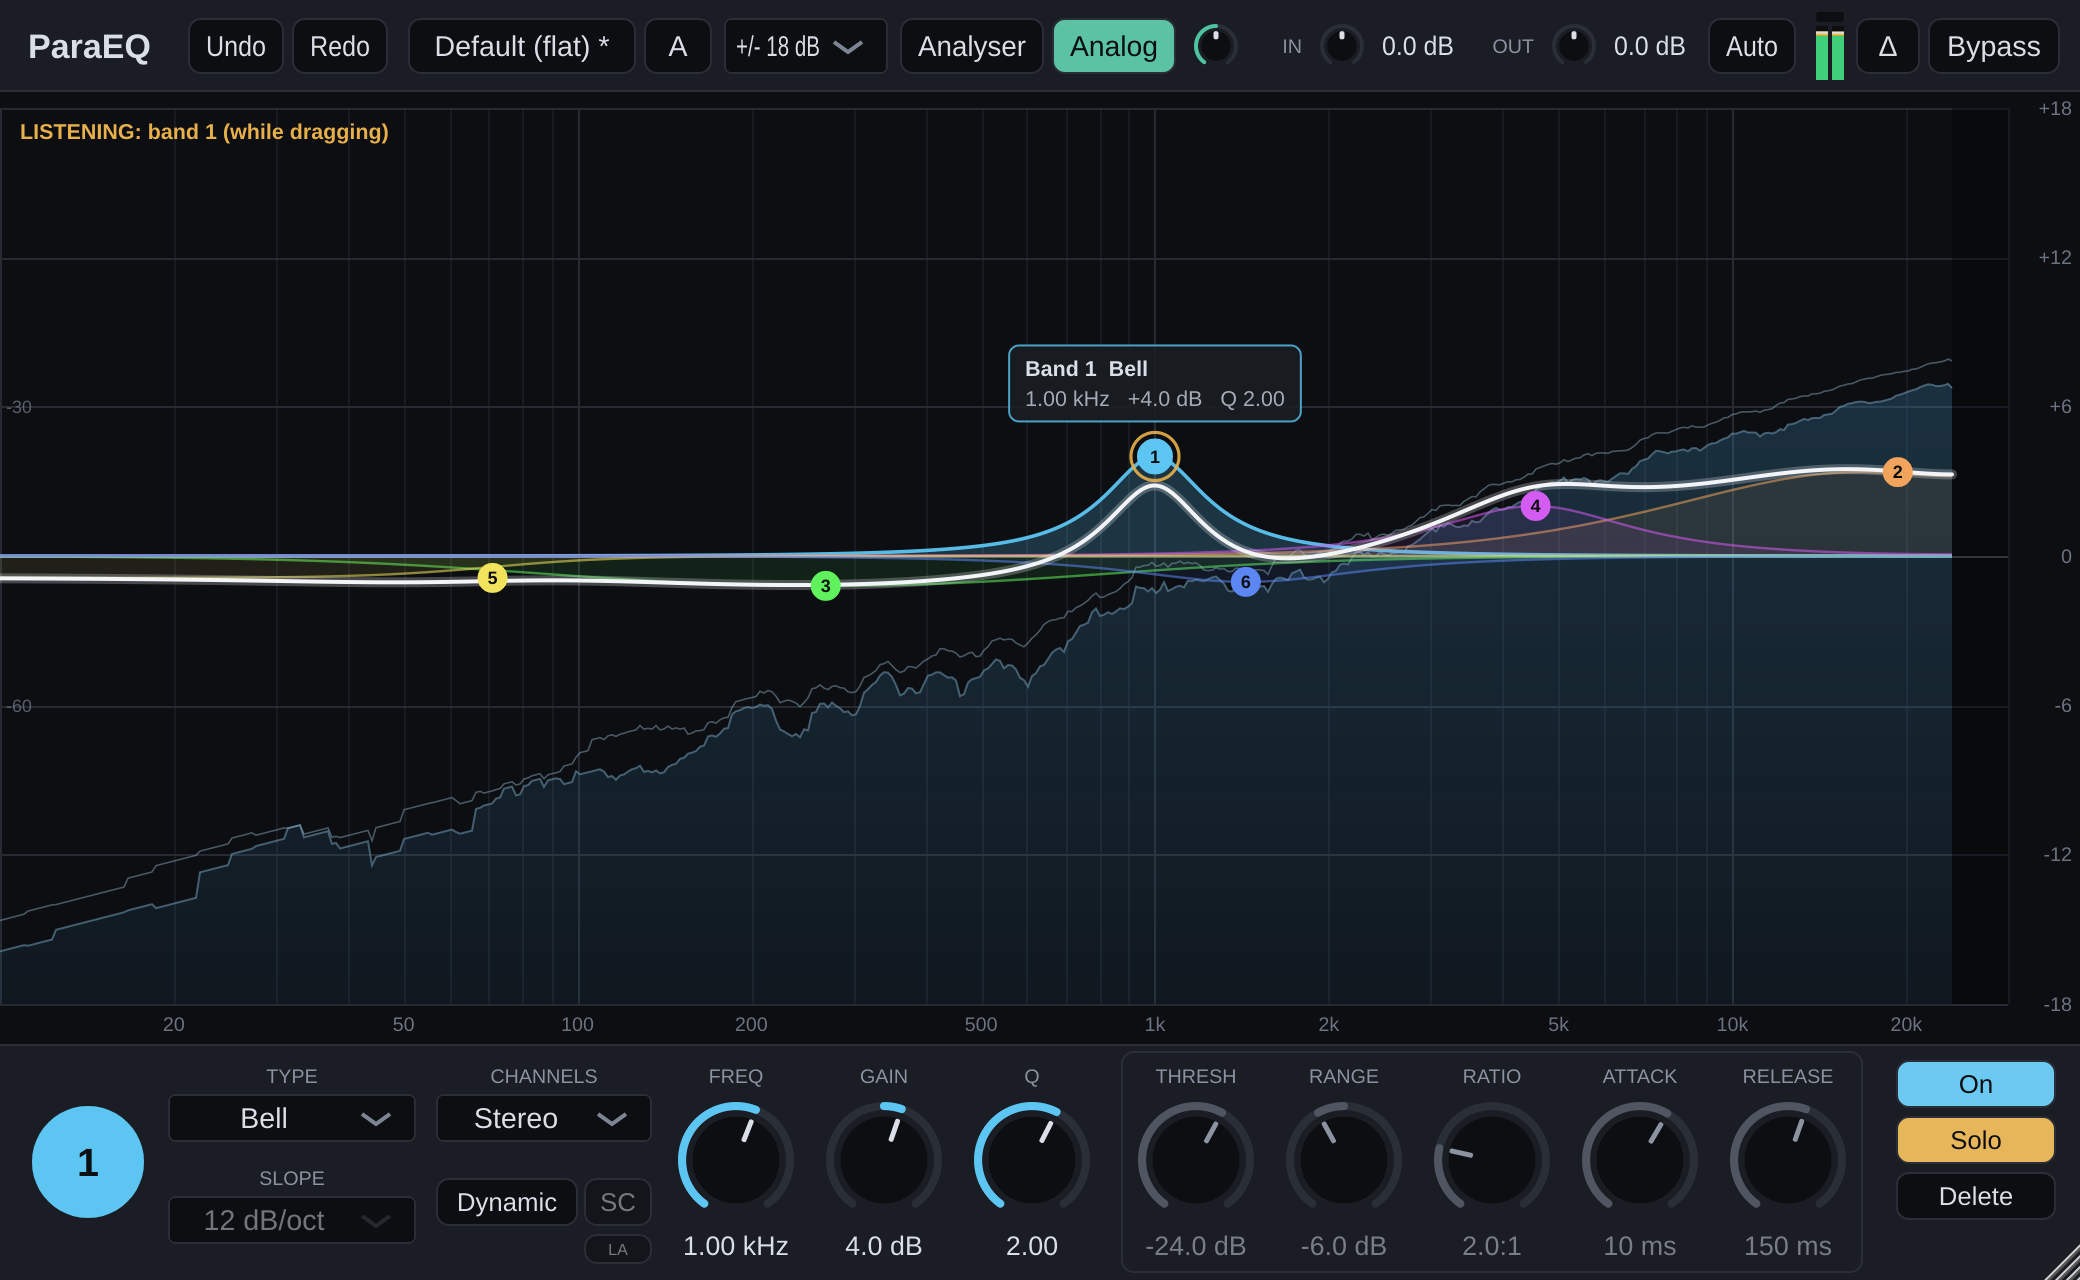 ParaEQ Undo Redo Default (flat) * A +/- 18 dB Analyser Analog IN 0.0 dB OUT 0.0 dB Auto Δ Bypass
LISTENING: band 1 (while dragging)
+18
+12
Band 1 Bell
1.00 kHz +4.0 dB Q 2.00
-30
+6
1
2
4
0
5
3
6
-60
-6
-12
-18
20 50 100 200 500 1k 2k 5k 10k 20k
TYPE CHANNELS FREQ GAIN Q THRESH RANGE RATIO ATTACK RELEASE
On
Bell Stereo
Solo
1
SLOPE
Dynamic SC
Delete
12 dB/oct
LA
1.00 kHz 4.0 dB 2.00 -24.0 dB -6.0 dB 2.0:1 10 ms 150 ms